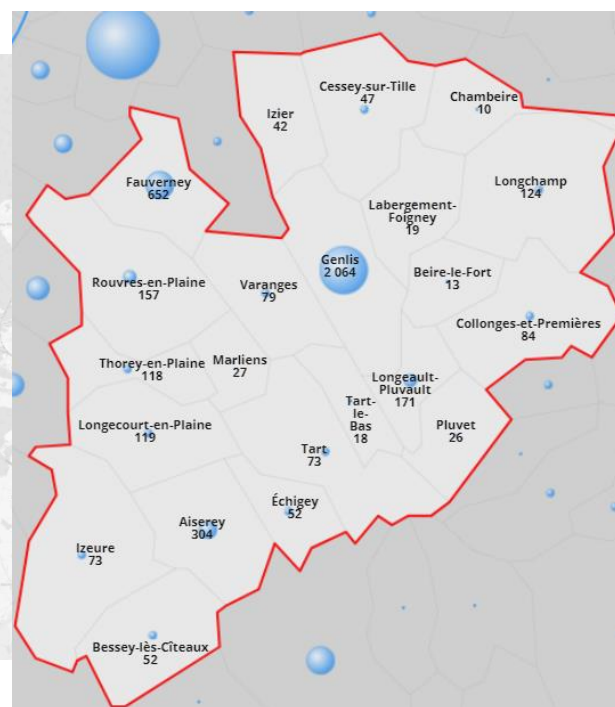 Cessey-sur-Tille
47
Chambeire
10
Izier
42
Fauverney
652
Longchamp
124
Labergement-
Foigney
19
Genlis
2 064
Beire-le-Fort
13
Rouvres-en-Plaine
157
Varanges
79
Collonges-et-Premières
84
Thorey-en-Plaine
118
Marliens
27
Longeault-
Pluvault
171
Tart-
le-
Bas
18
Longecourt-en-Plaine
119
Pluvet
26
Tart
73
Échigey
52
Aiserey
304
Izeure
73
Bessey-lès-Cîteaux
52